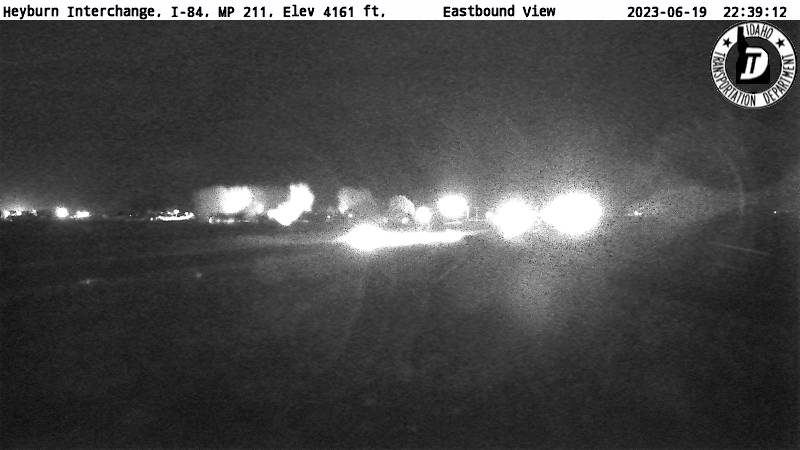 Heyburn Interchange, I-84, MP 211, Elev 4161 ft, Eastbound View 2023-06-19 22:39:12
IDAHO
TRANSPORTATION DEPARTMENT